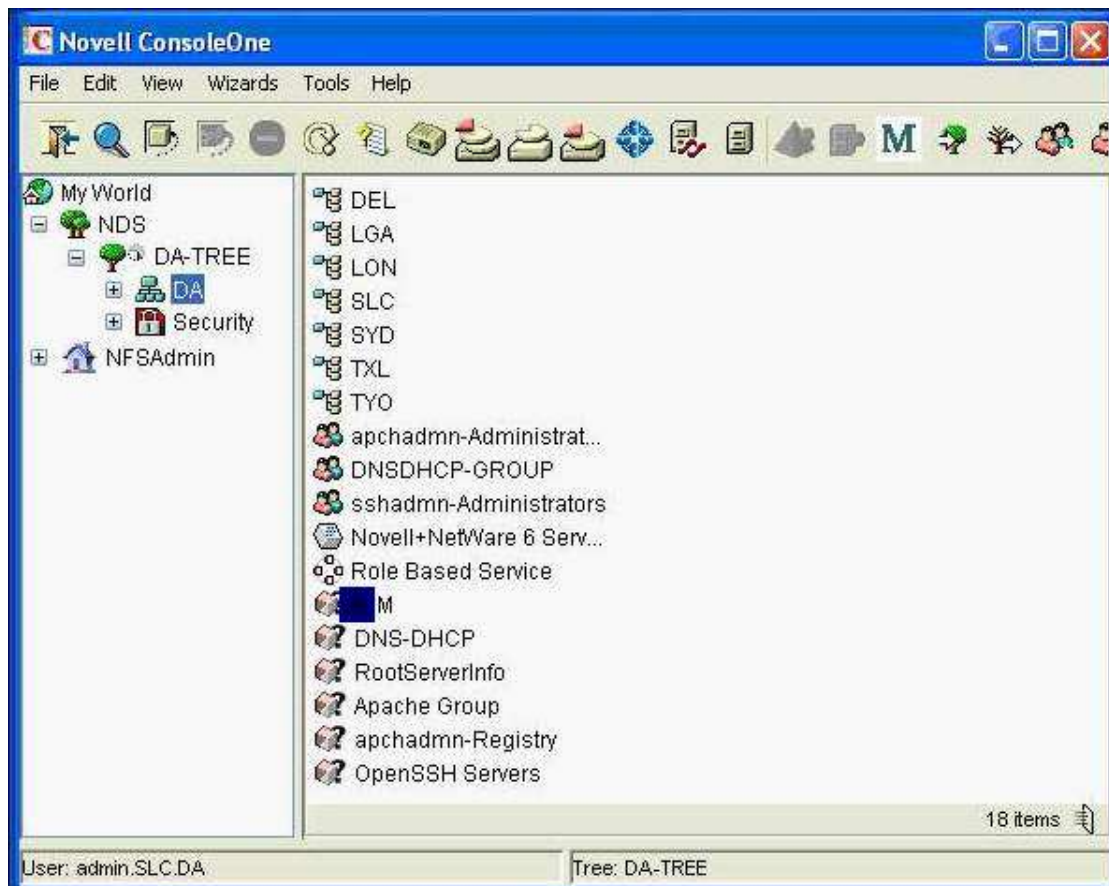 Novell ConsoleOne
File Edit View Wizards Tools Help
M
My World
NDS
DA-TREE
DA
Security
NFSAdmin
DEL
LGA
LON
SLC
SYD
TXL
TYO
apchadmn-Administrat...
DNSDHCP-GROUP
sshadmn-Administrators
Novell+NetWare 6 Serv...
Role Based Service
M
DNS-DHCP
RootServerInfo
Apache Group
apchadmn-Registry
OpenSSH Servers
18 items
User: admin.SLC.DA
Tree: DA-TREE